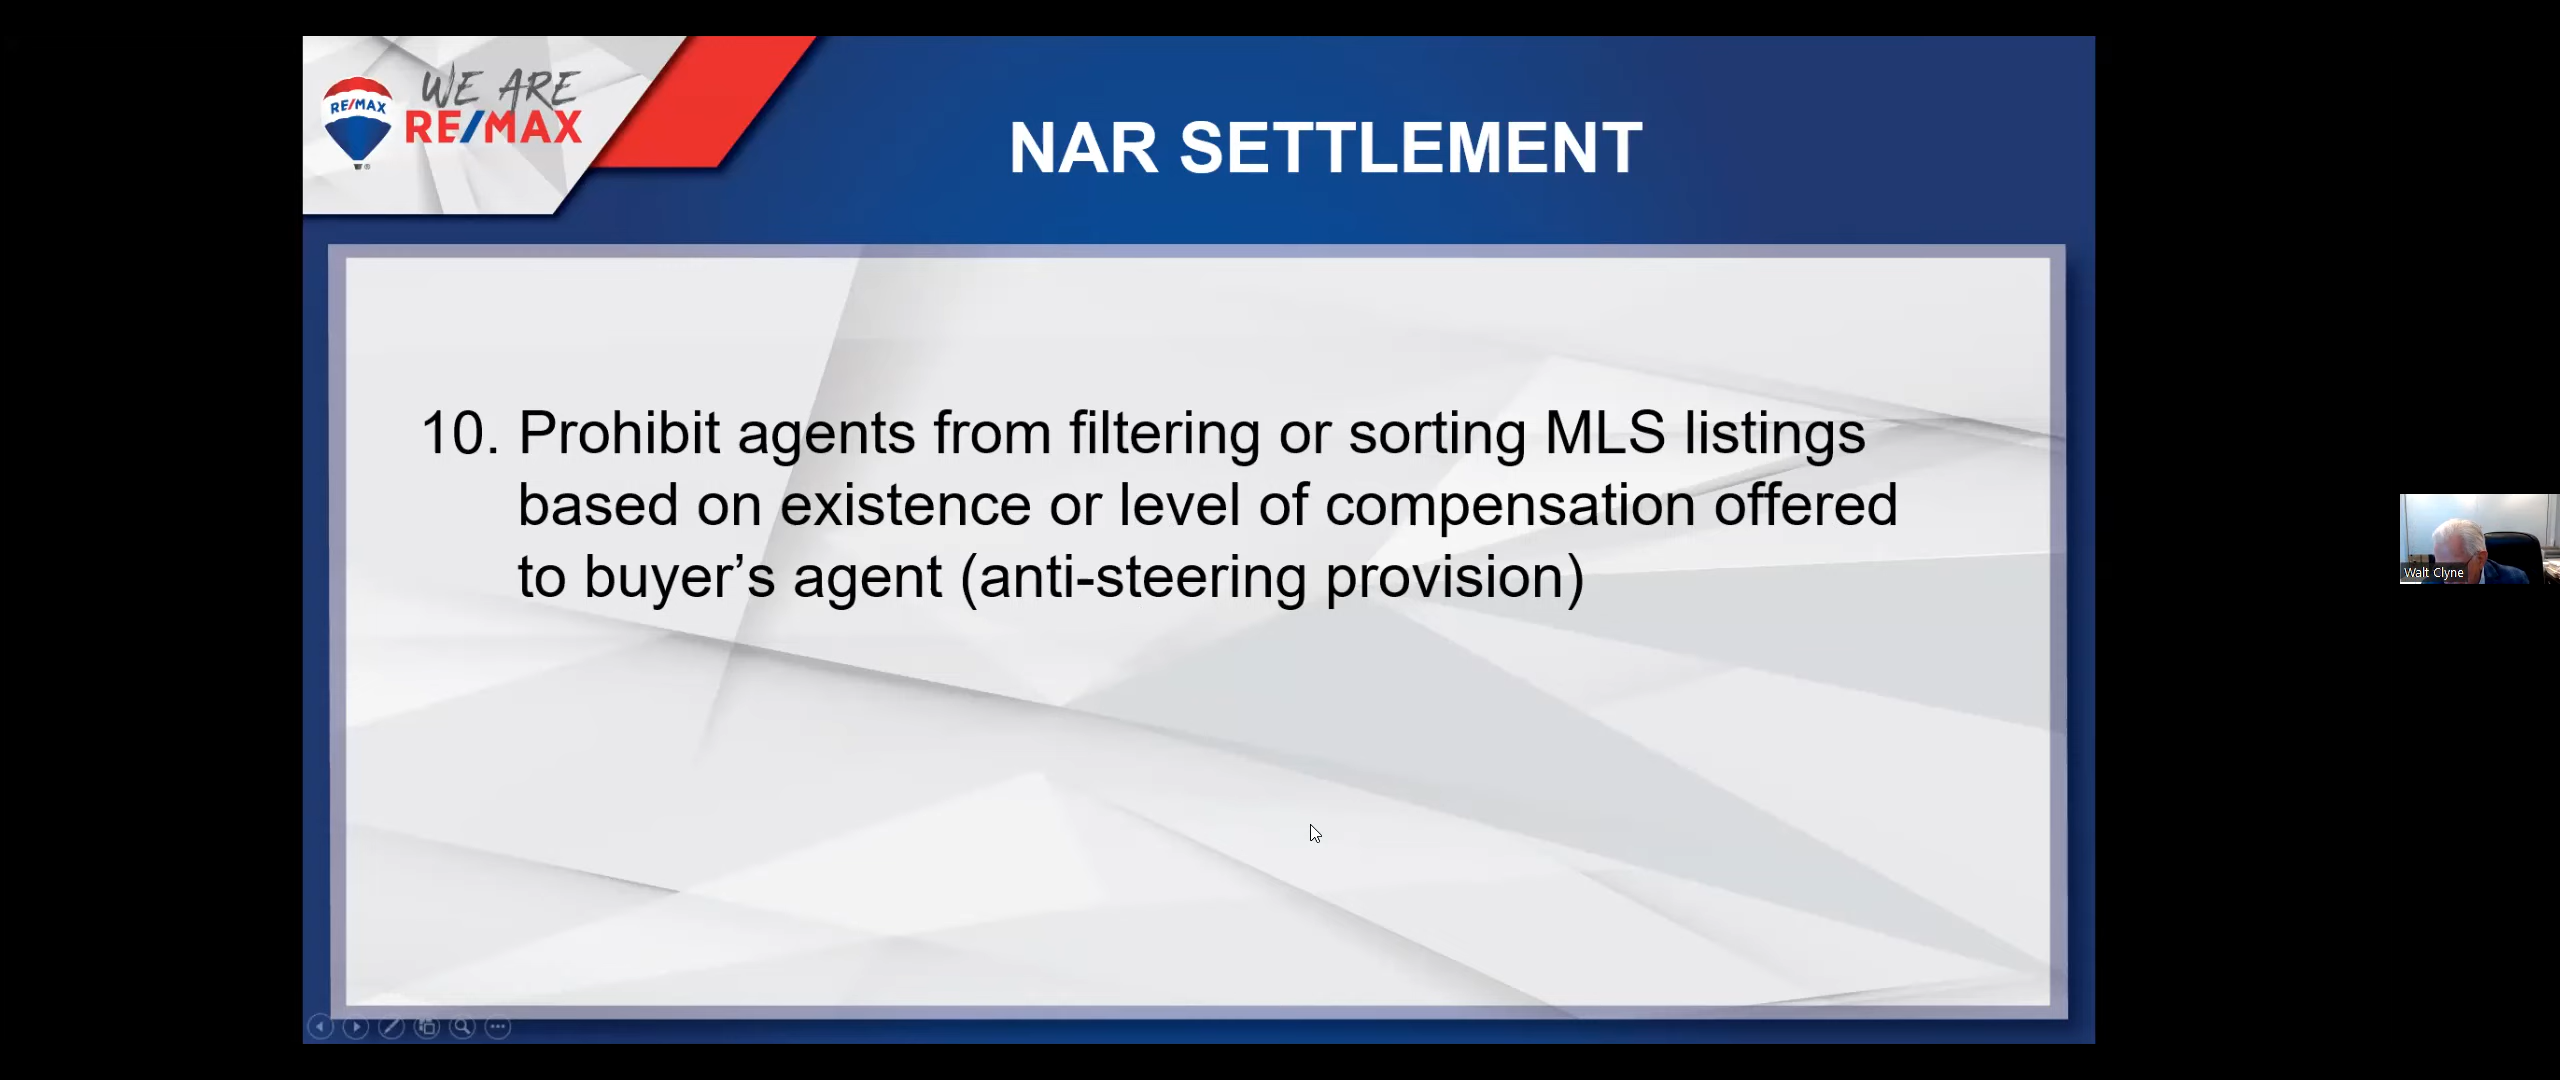 WE ARE
RE/MAX
RE/MAX
NAR SETTLEMENT
10. Prohibit agents from filtering or sorting MLS listings
based on existence or level of compensation offered
to buyer’s agent (anti-steering provision)
Walt Clyne